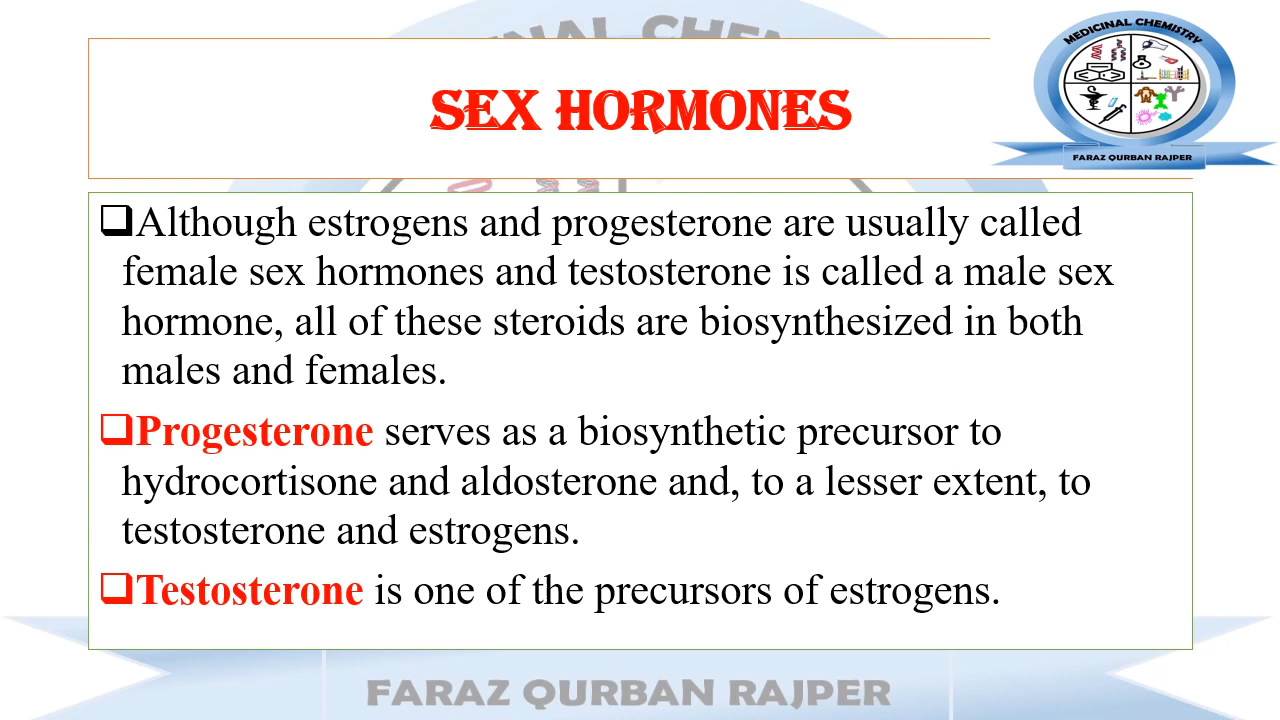 MEDICINAL CHEMISTRY
SEX HORMONES
FARAZ QURBAN RAJPER
❑Although estrogens and progesterone are usually called
female sex hormones and testosterone is called a male sex
hormone, all of these steroids are biosynthesized in both
males and females.
❑Progesterone serves as a biosynthetic precursor to
hydrocortisone and aldosterone and, to a lesser extent, to
testosterone and estrogens.
❑Testosterone is one of the precursors of estrogens.
FARAZ QURBAN RAJPER